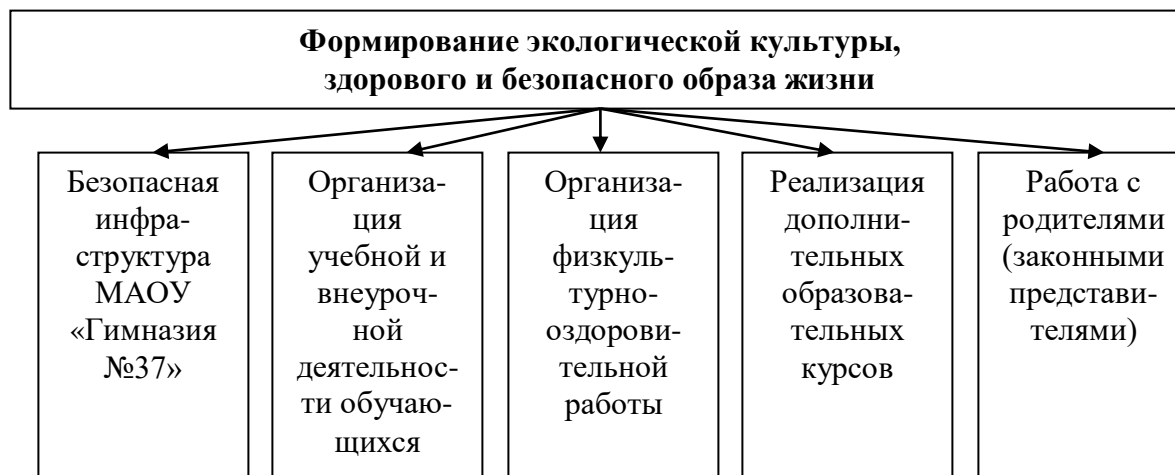 Формирование экологической культуры,
здорового и безопасного образа жизни
Безопасная
инфра-
структура
МАОУ
«Гимназия
№37»
Организа-
ция
учебной и
внеуроч-
ной
деятельнос-
ти обучаю-
щихся
Организа-
ция
физкуль-
турно-
оздорови-
тельной
работы
Реализация
дополни-
тельных
образова-
тельных
курсов
Работа с
родителями
(законными
представи-
телями)